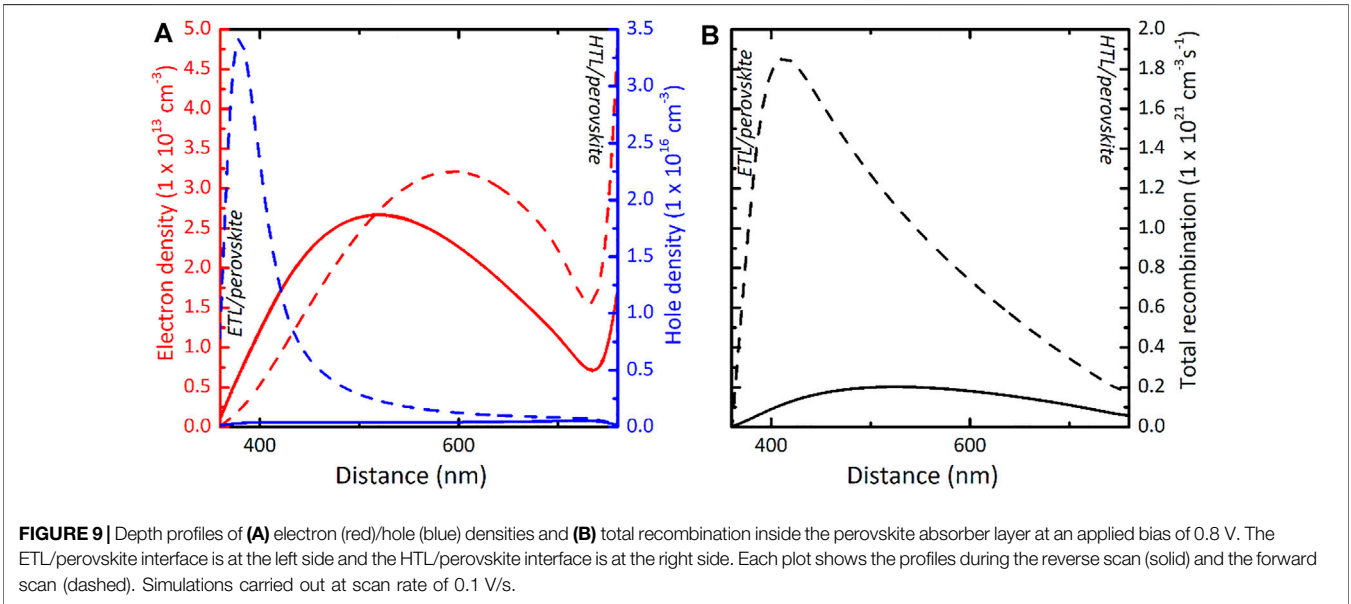 A
5.0
4.5
4.0
3.5
3.0
2.5
2.0
1.5
1.0
0.5
0.0
Electron density (1 x 10¹³ cm⁻³)
ETL/perovskite
HTL/perovskite
3.5
3.0
2.5
2.0
1.5
1.0
0.5
0.0
Hole density (1 x 10¹⁶ cm⁻³)
400
600
Distance (nm)
B
ETL/perovskite
HTL/perovskite
2.0
1.8
1.6
1.4
1.2
1.0
0.8
0.6
0.4
0.2
0.0
Total recombination (1 x 10²¹ cm⁻³s⁻¹)
400
600
Distance (nm)
FIGURE 9 | Depth profiles of (A) electron (red)/hole (blue) densities and (B) total recombination inside the perovskite absorber layer at an applied bias of 0.8 V. The
ETL/perovskite interface is at the left side and the HTL/perovskite interface is at the right side. Each plot shows the profiles during the reverse scan (solid) and the forward
scan (dashed). Simulations carried out at scan rate of 0.1 V/s.